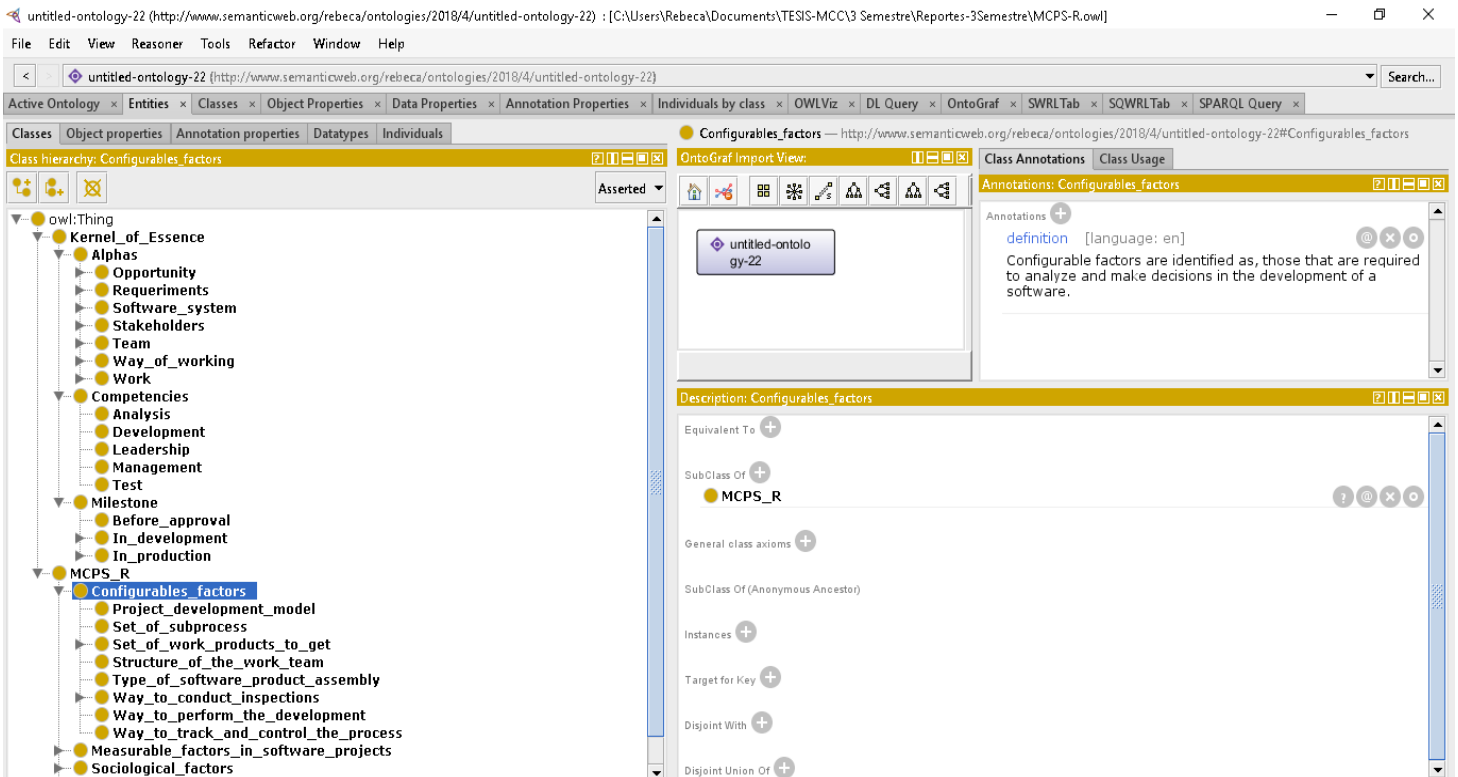 untitled-ontology-22 (http://www.semanticweb.org/rebeca/ontologies/2018/4/untitled-ontology-22) : [C:\Users\Rebeca\Documents\TESIS-MCC\3 Semestre\Reportes-3Semestre\MCPS-R.owl]
File Edit View Reasoner Tools Refactor Window Help
< > untitled-ontology-22 (http://www.semanticweb.org/rebeca/ontologies/2018/4/untitled-ontology-22) Search...
Active Ontology × Entities × Classes × Object Properties × Data Properties × Annotation Properties × Individuals by class × OWLViz × DL Query × OntoGraf × SWRLTab × SQWRLTab × SPARQL Query ×
Classes Object properties Annotation properties Datatypes Individuals
Class hierarchy: Configurables_factors
Asserted
owl:Thing
Kernel_of_Essence
Alphas
Opportunity
Requeriments
Software_system
Stakeholders
Team
Way_of_working
Work
Competencies
Analysis
Development
Leadership
Management
Test
Milestone
Before_approval
In_development
In_production
MCPS_R
Configurables_factors
Project_development_model
Set_of_subprocess
Set_of_work_products_to_get
Structure_of_the_work_team
Type_of_software_product_assembly
Way_to_conduct_inspections
Way_to_perform_the_development
Way_to_track_and_control_the_process
Measurable_factors_in_software_projects
Sociological_factors
Configurables_factors — http://www.semanticweb.org/rebeca/ontologies/2018/4/untitled-ontology-22#Configurables_factors
OntoGraf Import View:
untitled-ontolo
gy-22
Class Annotations Class Usage
Annotations: Configurables_factors
Annotations
definition [language: en]
Configurable factors are identified as, those that are required
to analyze and make decisions in the development of a
software.
Description: Configurables_factors
Equivalent To
SubClass Of
MCPS_R
General class axioms
SubClass Of (Anonymous Ancestor)
Instances
Target for Key
Disjoint With
Disjoint Union Of